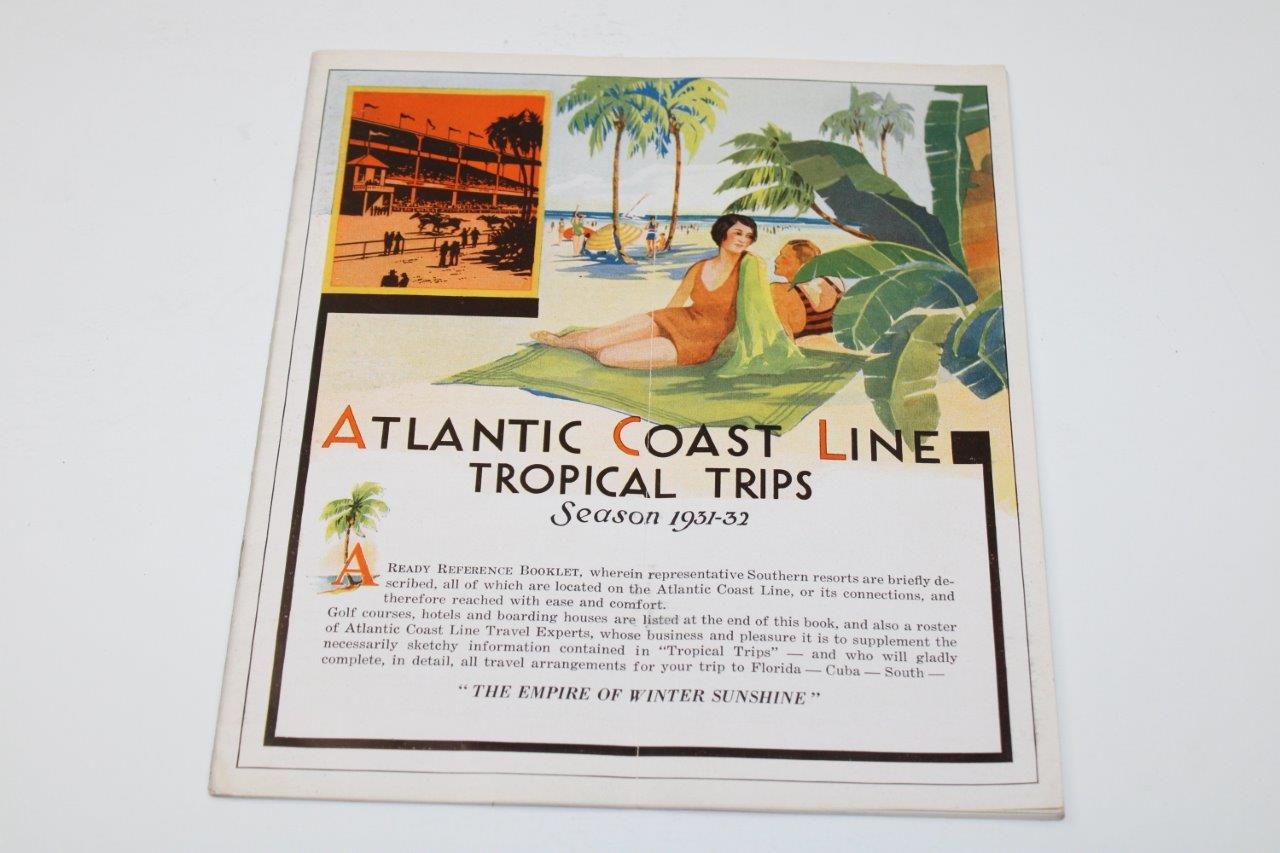 ATLANTIC COAST LINE
TROPICAL TRIPS
Season 1931-32
A READY REFERENCE BOOKLET, wherein representative Southern resorts are briefly de-
scribed, all of which are located on the Atlantic Coast Line, or its connections, and
therefore reached with ease and comfort.
Golf courses, hotels and boarding houses are listed at the end of this book, and also a roster
of Atlantic Coast Line Travel Experts, whose business and pleasure it is to supplement the
necessarily sketchy information contained in "Tropical Trips" — and who will gladly
complete, in detail, all travel arrangements for your trip to Florida — Cuba — South —
"THE EMPIRE OF WINTER SUNSHINE"